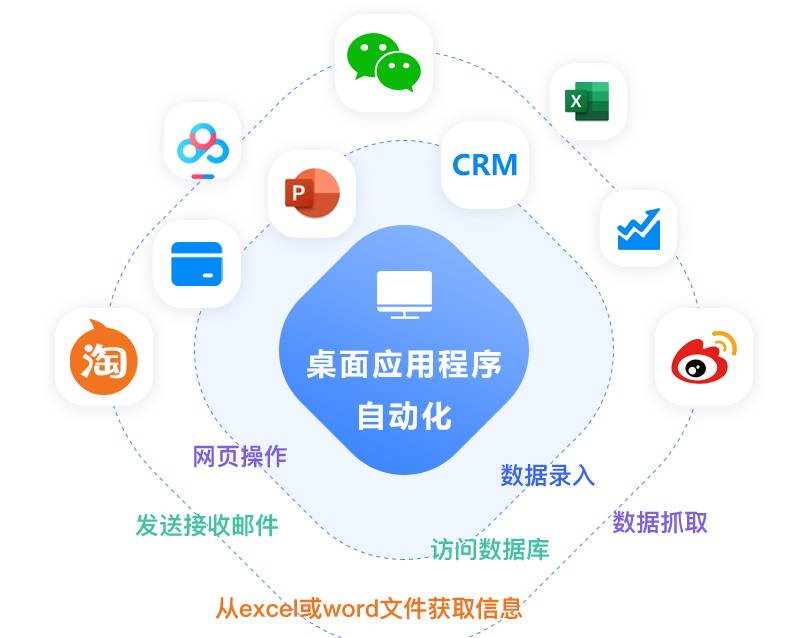 X
CRM
P
淘
桌面应用程序
自动化
网页操作
数据录入
发送接收邮件
数据抓取
访问数据库
从excel或word文件获取信息